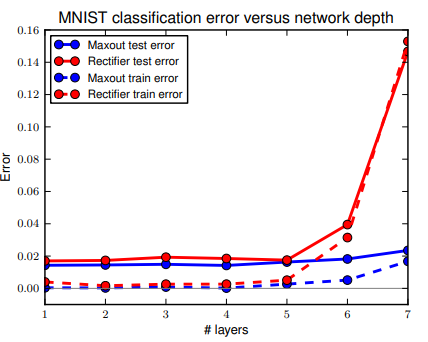 MNIST classification error versus network depth
0.16
0.14
0.12
0.10
0.08
0.06
0.04
0.02
0.00
Error
Maxout test error
Rectifier test error
Maxout train error
Rectifier train error
1 2 3 4 5 6 7
# layers